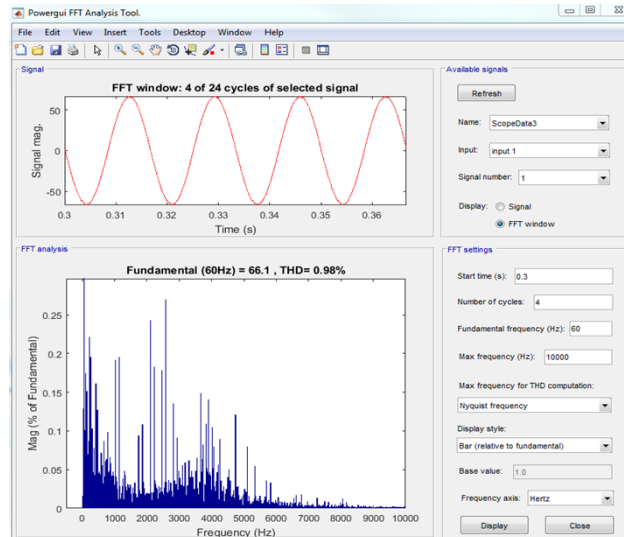 Powergui FFT Analysis Tool.
File Edit View Insert Tools Desktop Window Help
Signal
FFT window: 4 of 24 cycles of selected signal
50
0
-50
Signal mag.
0.3 0.31 0.32 0.33 0.34 0.35 0.36
Time (s)
FFT analysis
Fundamental (60Hz) = 66.1 , THD= 0.98%
0.25
0.2
0.15
0.1
0.05
0
Mag (% of Fundamental)
0 1000 2000 3000 4000 5000 6000 7000 8000 9000 10000
Frequency (Hz)
Available signals
Refresh
Name: ScopeData3
Input: input 1
Signal number: 1
Display: Signal
FFT window
FFT settings
Start time (s): 0.3
Number of cycles: 4
Fundamental frequency (Hz): 60
Max frequency (Hz): 10000
Max frequency for THD computation:
Nyquist frequency
Display style:
Bar (relative to fundamental)
Base value: 1.0
Frequency axis: Hertz
Display Close